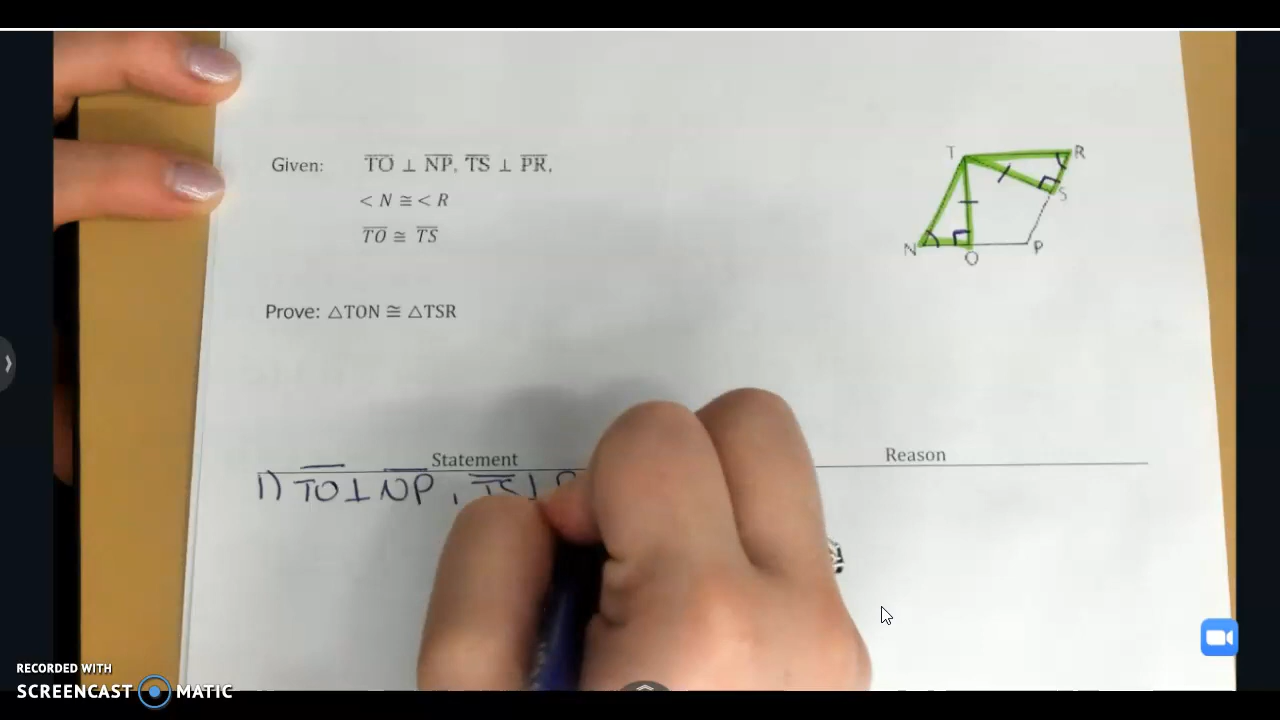 Given: TO ⊥ NP, TS ⊥ PR,
< N ≅ < R
TO ≅ TS
Prove: △TON ≅ △TSR
T
R
S
N
O
P
Statement Reason
1) TO ⊥ NP, TS ⊥ P
RECORDED WITH
SCREENCAST MATIC